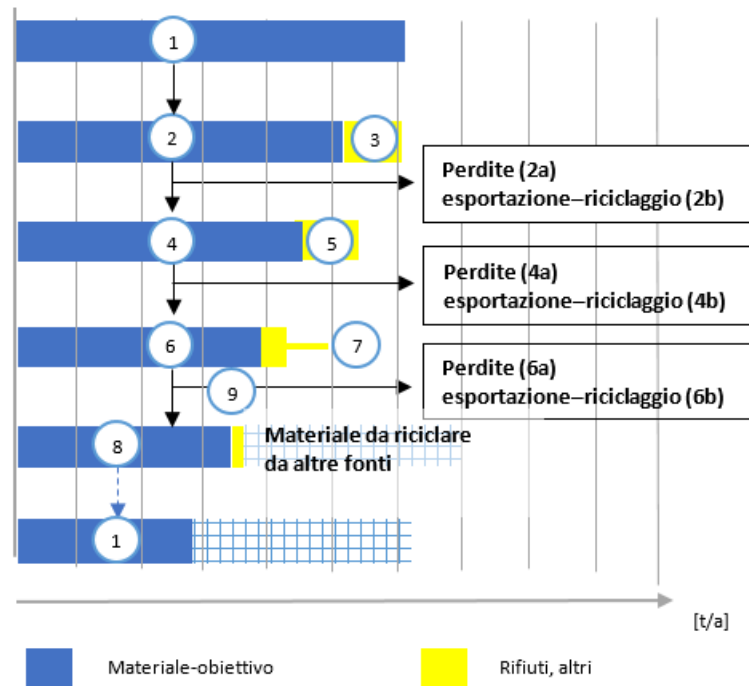 1
2
3
Perdite (2a)
esportazione–riciclaggio (2b)
4
5
Perdite (4a)
esportazione–riciclaggio (4b)
6
7
Perdite (6a)
esportazione–riciclaggio (6b)
9
8
Materiale da riciclare
da altre fonti
1
[t/a]
Materiale-obiettivo
Rifiuti, altri